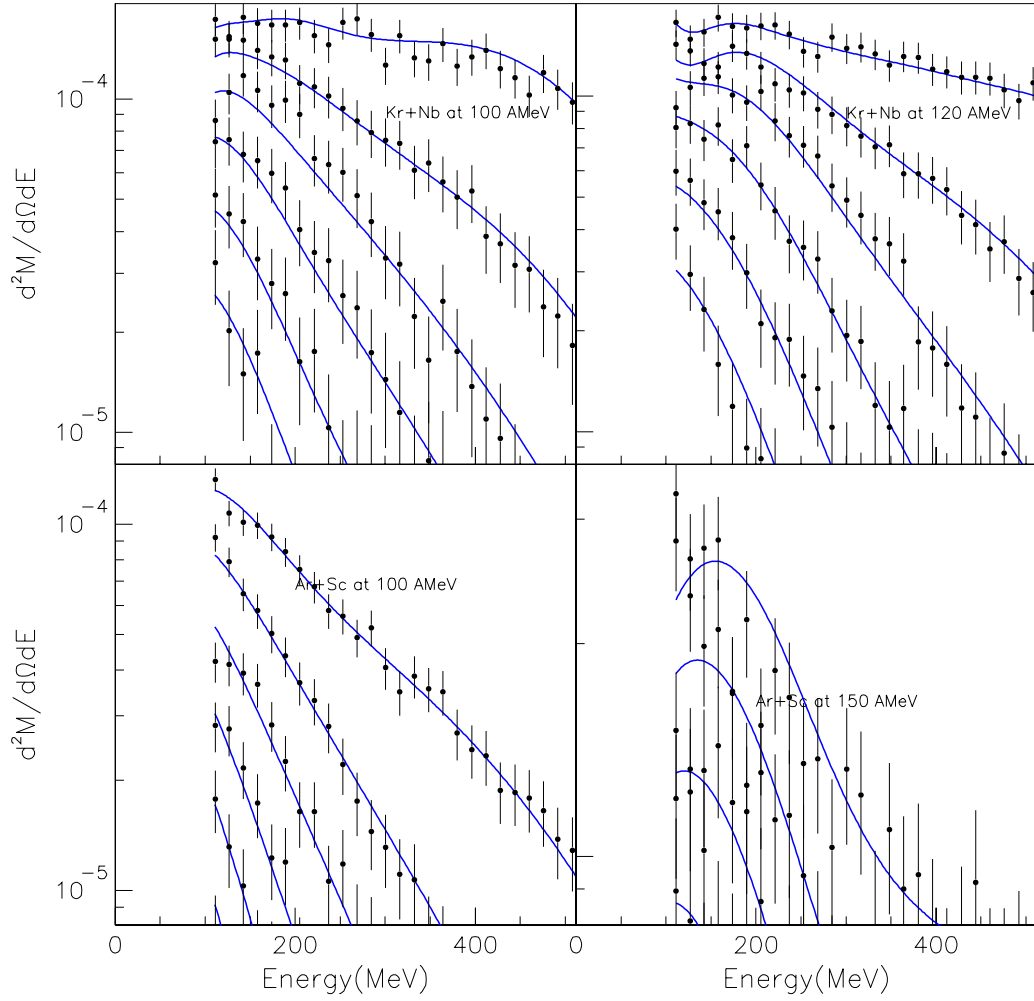 10⁻⁴
Kr+Nb at 100 AMeV
Kr+Nb at 120 AMeV
d²M/dΩdE
10⁻⁵
10⁻⁴
Ar+Sc at 100 AMeV
Ar+Sc at 150 AMeV
d²M/dΩdE
10⁻⁵
0 200 400 0 200 400
Energy(MeV) Energy(MeV)